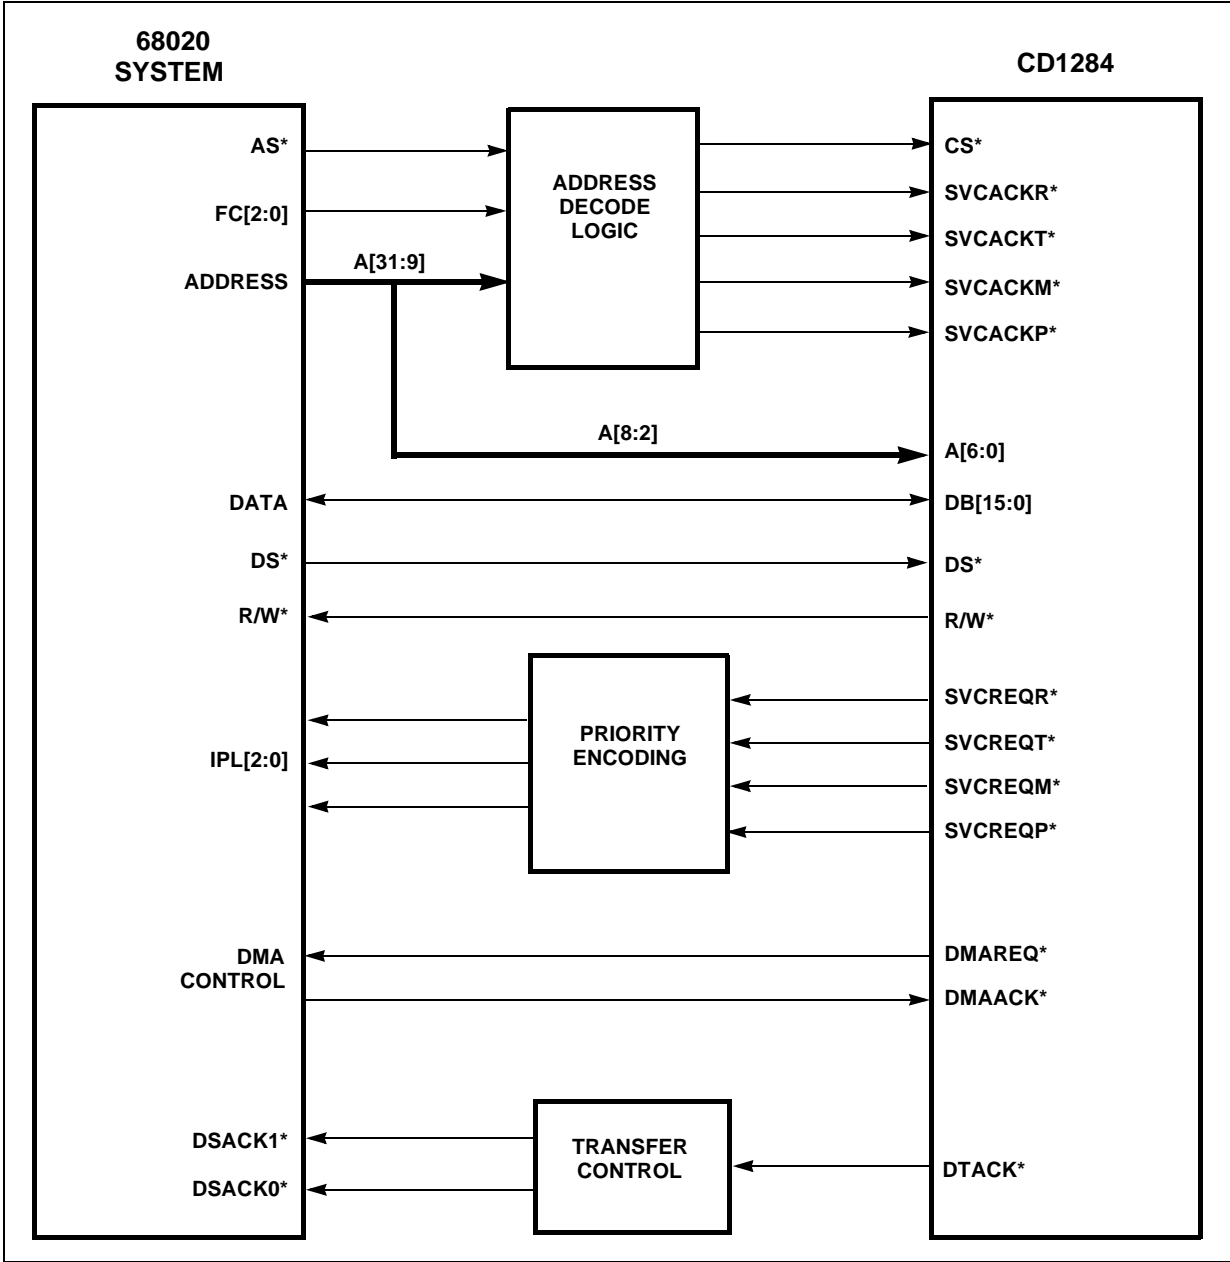 68020
SYSTEM
CD1284
AS*
FC[2:0]
ADDRESS
A[31:9]
ADDRESS
DECODE
LOGIC
CS*
SVCACKR*
SVCACKT*
SVCACKM*
SVCACKP*
A[8:2]
A[6:0]
DATA
DB[15:0]
DS*
DS*
R/W*
R/W*
IPL[2:0]
PRIORITY
ENCODING
SVCREQR*
SVCREQT*
SVCREQM*
SVCREQP*
DMA
CONTROL
DMAREQ*
DMAACK*
DSACK1*
DSACK0*
TRANSFER
CONTROL
DTACK*